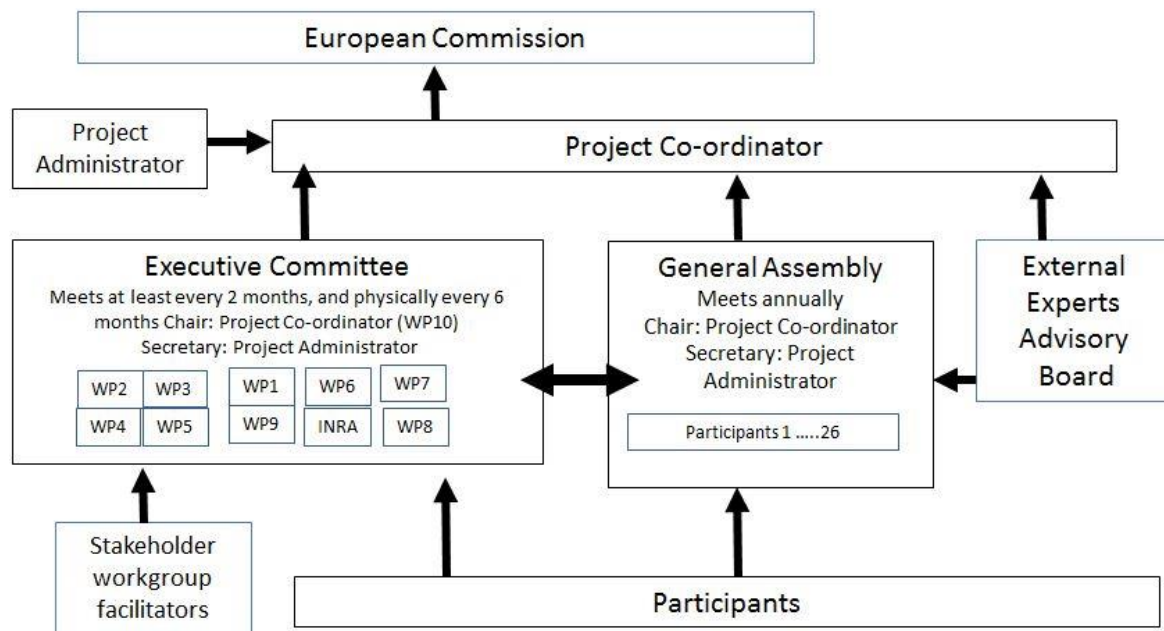 European Commission
Project
Administrator
Project Co-ordinator
Executive Committee
Meets at least every 2 months, and physically every 6
months Chair: Project Co-ordinator (WP10)
Secretary: Project Administrator
WP2
WP3
WP1
WP6
WP7
WP4
WP5
WP9
INRA
WP8
General Assembly
Meets annually
Chair: Project Co-ordinator
Secretary: Project
Administrator
Participants 1 .....26
External
Experts
Advisory
Board
Stakeholder
workgroup
facilitators
Participants